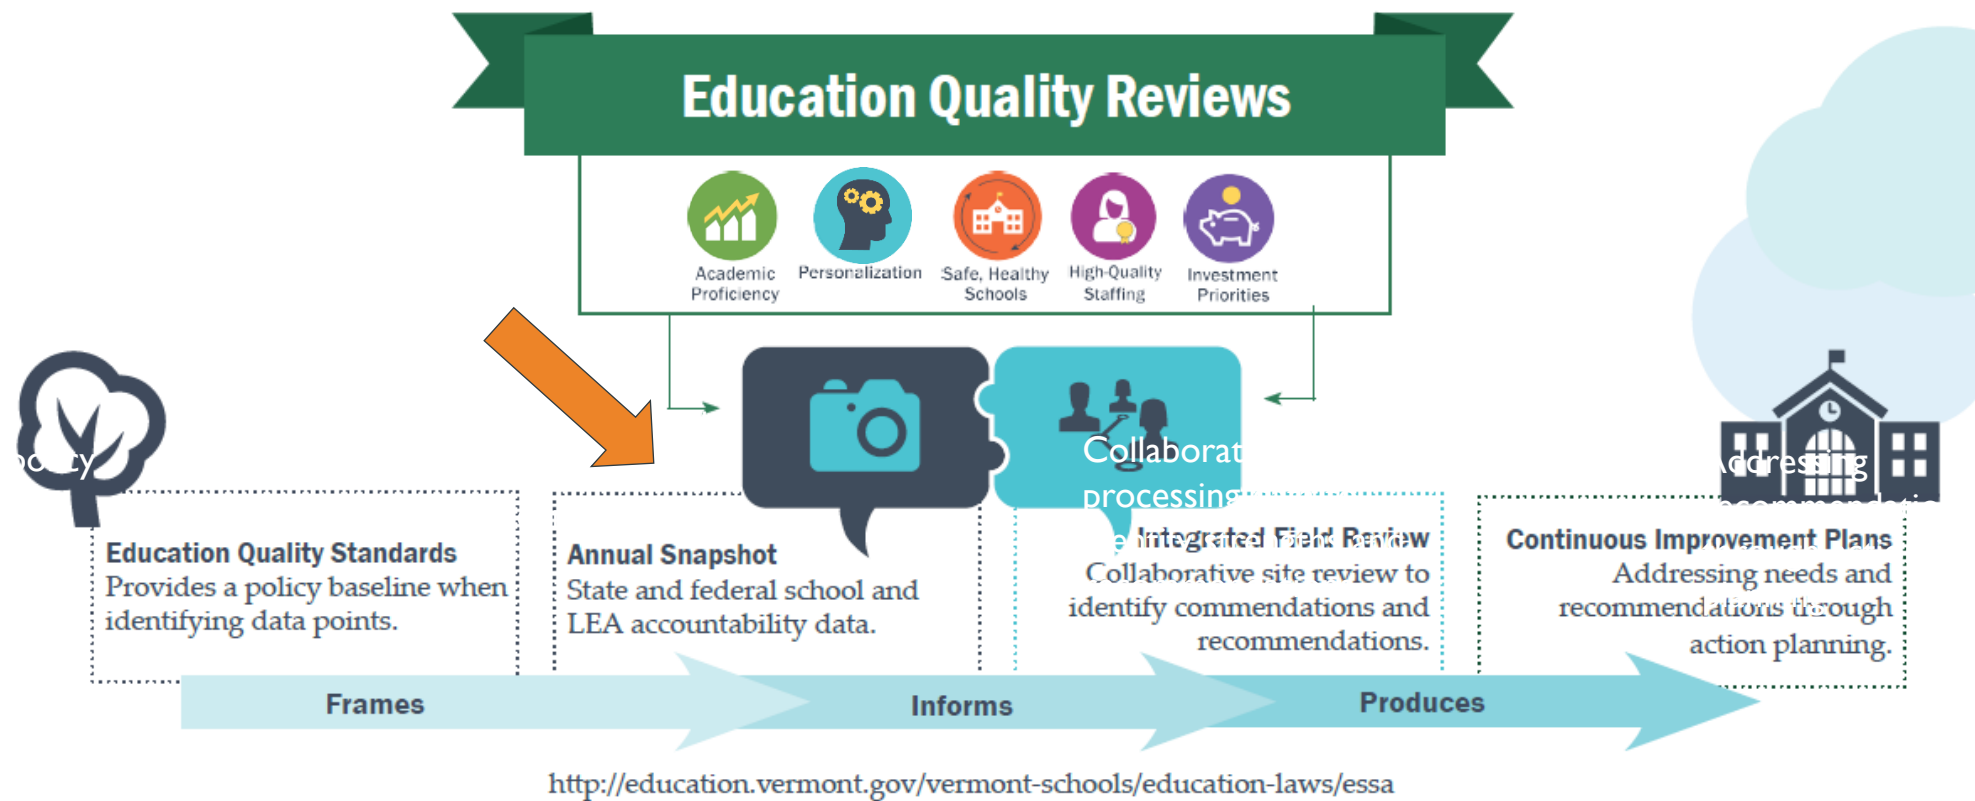 Education Quality Reviews
Academic
Proficiency
Personalization
Safe, Healthy
Schools
High-Quality
Staffing
Investment
Priorities
policy
Education Quality Standards
Provides a policy baseline when
identifying data points.
Annual Snapshot
State and federal school and
LEA accountability data.
Collaborat
processing
Integrated Field Review
Collaborative site review to
identify commendations and
recommendations.
Addressing
Continuous Improvement Plans
Addressing needs and
recommendations through
action planning.
Frames
Informs
Produces
http://education.vermont.gov/vermont-schools/education-laws/essa